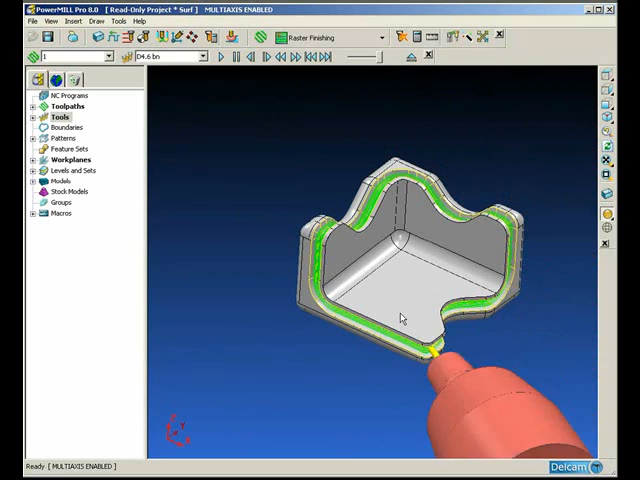 PowerMILL Pro 8.0 [Read-Only Project * Surf] MULTIAXIS ENABLED
File View Insert Draw Tools Help
Raster Finishing
1 D4.6 bn
NC Programs
Toolpaths
Tools
Boundaries
Patterns
Feature Sets
Workplanes
Levels and Sets
Models
Stock Models
Groups
Macros
Z
Y
X
Ready [ MULTIAXIS ENABLED ]
Delcam